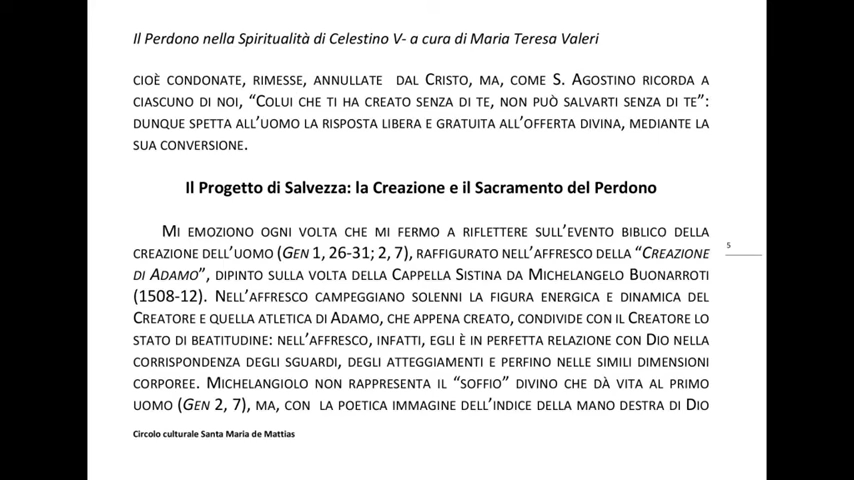 Il Perdono nella Spiritualità di Celestino V- a cura di Maria Teresa Valeri
CIOÈ CONDONATE, RIMESSE, ANNULLATE DAL CRISTO, MA, COME S. AGOSTINO RICORDA A
CIASCUNO DI NOI, “COLUI CHE TI HA CREATO SENZA DI TE, NON PUÒ SALVARTI SENZA DI TE”:
DUNQUE SPETTA ALL’UOMO LA RISPOSTA LIBERA E GRATUITA ALL’OFFERTA DIVINA, MEDIANTE LA
SUA CONVERSIONE.
Il Progetto di Salvezza: la Creazione e il Sacramento del Perdono
MI EMOZIONO OGNI VOLTA CHE MI FERMO A RIFLETTERE SULL’EVENTO BIBLICO DELLA
CREAZIONE DELL’UOMO (GEN 1, 26-31; 2, 7), RAFFIGURATO NELL’AFFRESCO DELLA “CREAZIONE
DI ADAMO”, DIPINTO SULLA VOLTA DELLA CAPPELLA SISTINA DA MICHELANGELO BUONARROTI
(1508-12). NELL’AFFRESCO CAMPEGGIANO SOLENNI LA FIGURA ENERGICA E DINAMICA DEL
CREATORE E QUELLA ATLETICA DI ADAMO, CHE APPENA CREATO, CONDIVIDE CON IL CREATORE LO
STATO DI BEATITUDINE: NELL’AFFRESCO, INFATTI, EGLI È IN PERFETTA RELAZIONE CON DIO NELLA
CORRISPONDENZA DEGLI SGUARDI, DEGLI ATTEGGIAMENTI E PERFINO NELLE SIMILI DIMENSIONI
CORPOREE. MICHELANGIOLO NON RAPPRESENTA IL “SOFFIO” DIVINO CHE DÀ VITA AL PRIMO
UOMO (GEN 2, 7), MA, CON LA POETICA IMMAGINE DELL’INDICE DELLA MANO DESTRA DI DIO
Circolo culturale Santa Maria de Mattias
5